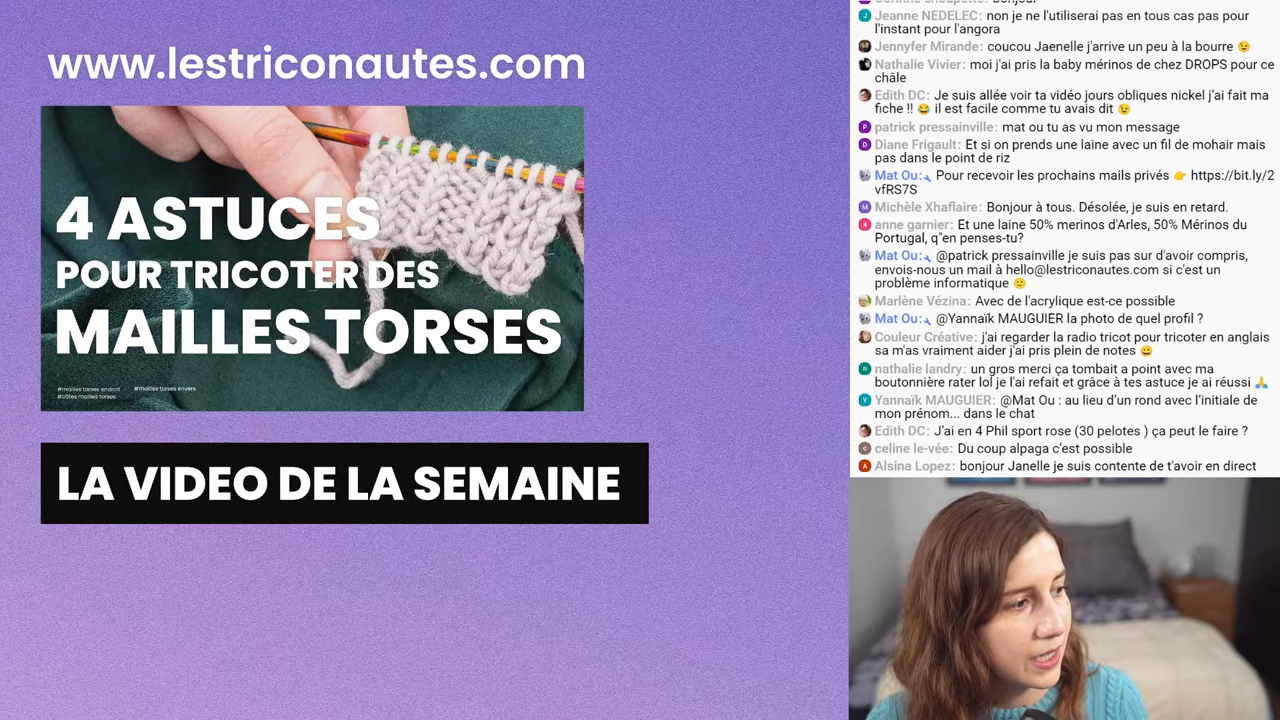 www.lestriconautes.com
4 ASTUCES
POUR TRICOTER DES
MAILLES TORSES
#mailles torses endroit #mailles torses envers
#côtes mailles torses
LA VIDEO DE LA SEMAINE
Jeanne NEDELEC: non je ne l'utiliserai pas en tous cas pas pour
l'instant pour l'angora
Jennyfer Mirande: coucou Jaenelle j'arrive un peu à la bourre 😉
Nathalie Vivier: moi j'ai pris la baby mérinos de chez DROPS pour ce
châle
Edith DC: Je suis allée voir ta vidéo jours obliques nickel j’ai fait ma
fiche !! 😂 il est facile comme tu avais dit 😉
patrick pressainville: mat ou tu as vu mon message
Diane Frigault: Et si on prends une laine avec un fil de mohair mais
pas dans le point de riz
Mat Ou: Pour recevoir les prochains mails privés 👉 https://bit.ly/2
vfRS7S
Michèle Xhaflaire: Bonjour à tous. Désolée, je suis en retard.
anne garnier: Et une laine 50% merinos d'Arles, 50% Mérinos du
Portugal, q"en penses-tu?
Mat Ou: @patrick pressainville je suis pas sur d'avoir compris,
envois-nous un mail à hello@lestriconautes.com si c'est un
problème informatique 🙂
Marlène Vézina: Avec de l'acrylique est-ce possible
Mat Ou: @Yannaïk MAUGUIER la photo de quel profil ?
Couleur Créative: j'ai regarder la radio tricot pour tricoter en anglais
sa m'as vraiment aider j'ai pris plein de notes 😀
nathalie landry: un gros merci ça tombait a point avec ma
boutonnière rater lol je l'ai refait et grâce à tes astuce je ai réussi 🙏
Yannaïk MAUGUIER: @Mat Ou : au lieu d’un rond avec l’initiale de
mon prénom... dans le chat
Edith DC: J’ai en 4 Phil sport rose (30 pelotes ) ça peut le faire ?
celine le-vée: Du coup alpaga c’est possible
Alsina Lopez: bonjour Janelle je suis contente de t'avoir en direct